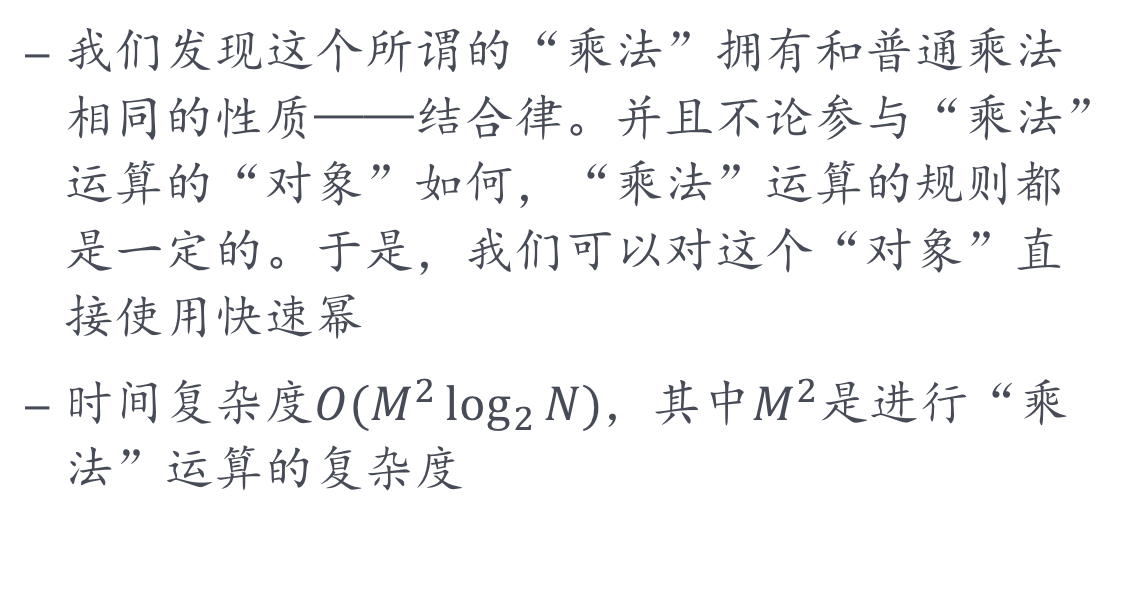 – 我们发现这个所谓的“乘法”拥有和普通乘法
相同的性质——结合律。并且不论参与“乘法”
运算的“对象”如何，“乘法”运算的规则都
是一定的。于是，我们可以对这个“对象”直
接使用快速幂
– 时间复杂度O(M² log₂ N)，其中M²是进行“乘
法”运算的复杂度